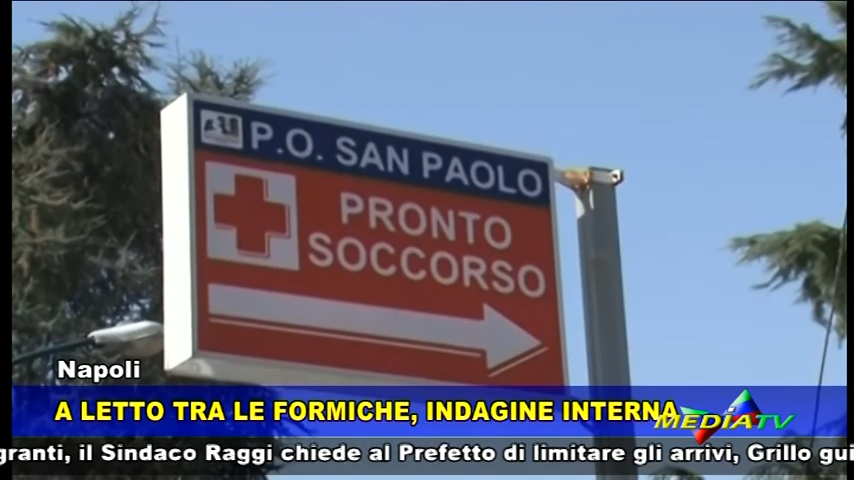 P.O. SAN PAOLO
PRONTO
SOCCORSO
Napoli
A LETTO TRA LE FORMICHE, INDAGINE INTERNA
MEDIATV
granti, il Sindaco Raggi chiede al Prefetto di limitare gli arrivi, Grillo gui